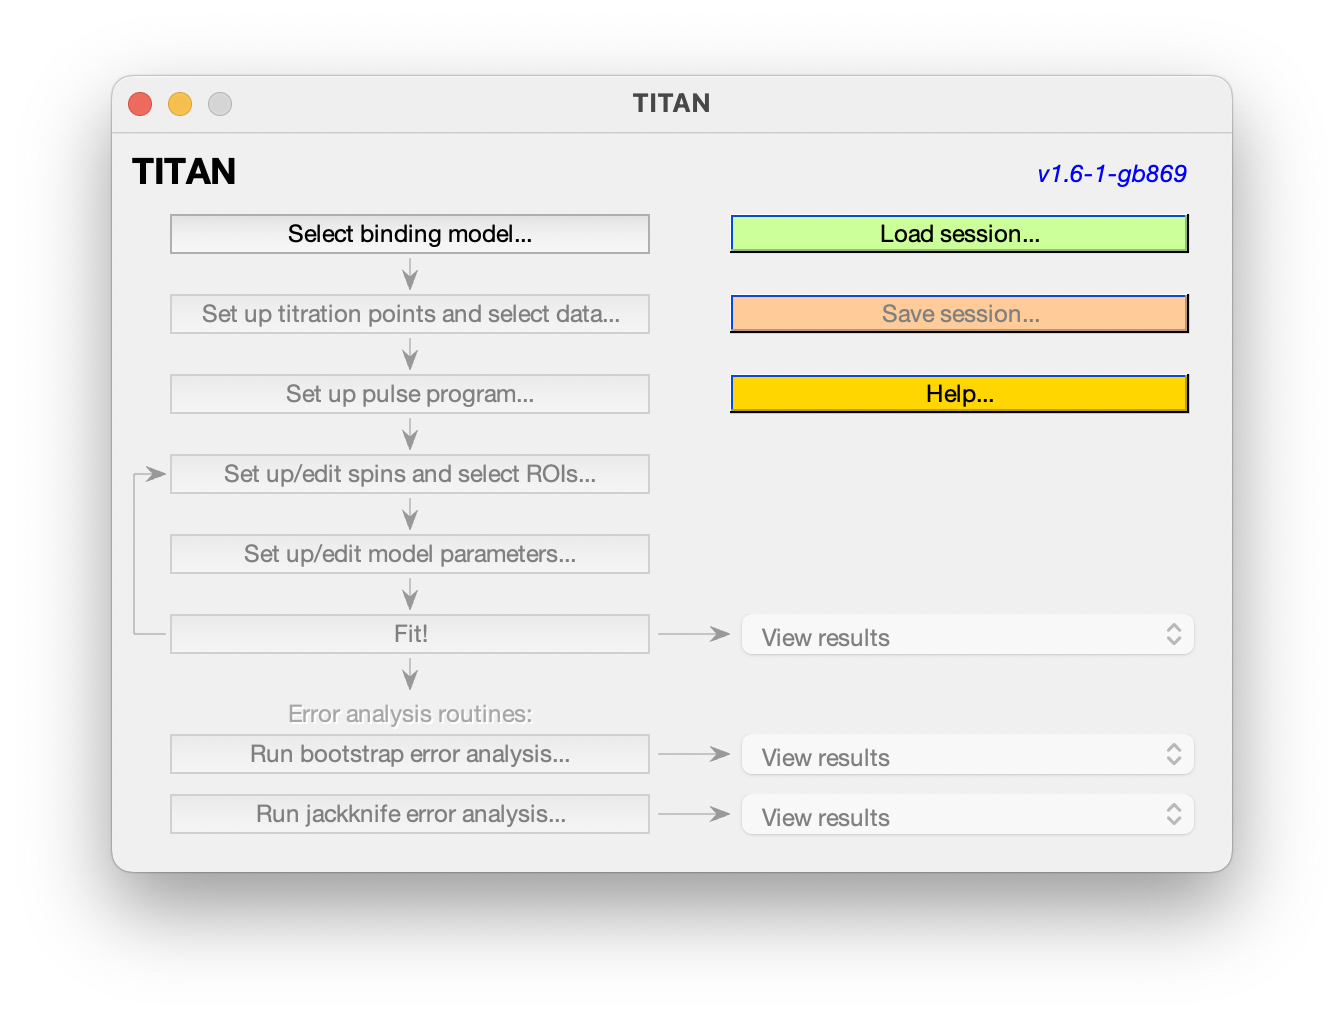 TITAN
TITAN
v1.6-1-gb869
Select binding model...
Load session...
Set up titration points and select data...
Save session...
Set up pulse program...
Help...
Set up/edit spins and select ROIs...
Set up/edit model parameters...
Fit!
View results
Error analysis routines:
Run bootstrap error analysis...
View results
Run jackknife error analysis...
View results